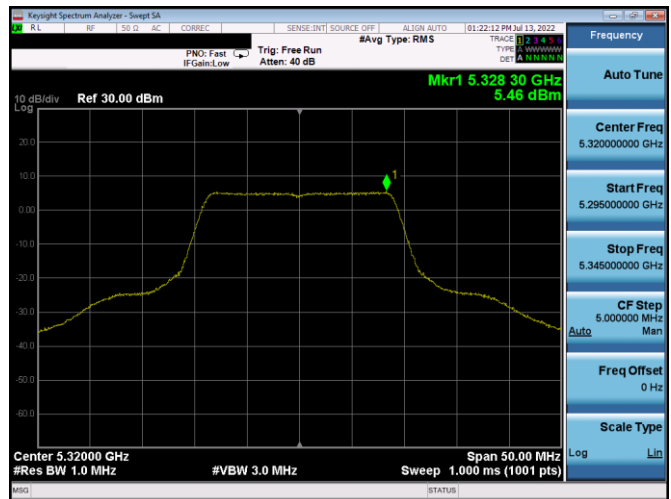 Keysight Spectrum Analyzer - Swept SA
RL RF 50 Ω AC CORREC SENSE:INT SOURCE OFF ALIGN AUTO 01:22:12 PM Jul 13, 2022
#Avg Type: RMS
TRACE 1 2 3 4 5 6
PNO: Fast Trig: Free Run
TYPE A WWWWW
IFGain:Low Atten: 40 dB
DET A N N N N N
Mkr1 5.328 30 GHz
5.46 dBm
10 dB/div Ref 30.00 dBm
Log
20.0
10.0
0.00
-10.0
-20.0
-30.0
-40.0
-50.0
-60.0
1
Center 5.32000 GHz Span 50.00 MHz
#Res BW 1.0 MHz #VBW 3.0 MHz Sweep 1.000 ms (1001 pts)
MSG STATUS
Frequency
Auto Tune
Center Freq
5.320000000 GHz
Start Freq
5.295000000 GHz
Stop Freq
5.345000000 GHz
CF Step
5.000000 MHz
Auto Man
Freq Offset
0 Hz
Scale Type
Log Lin